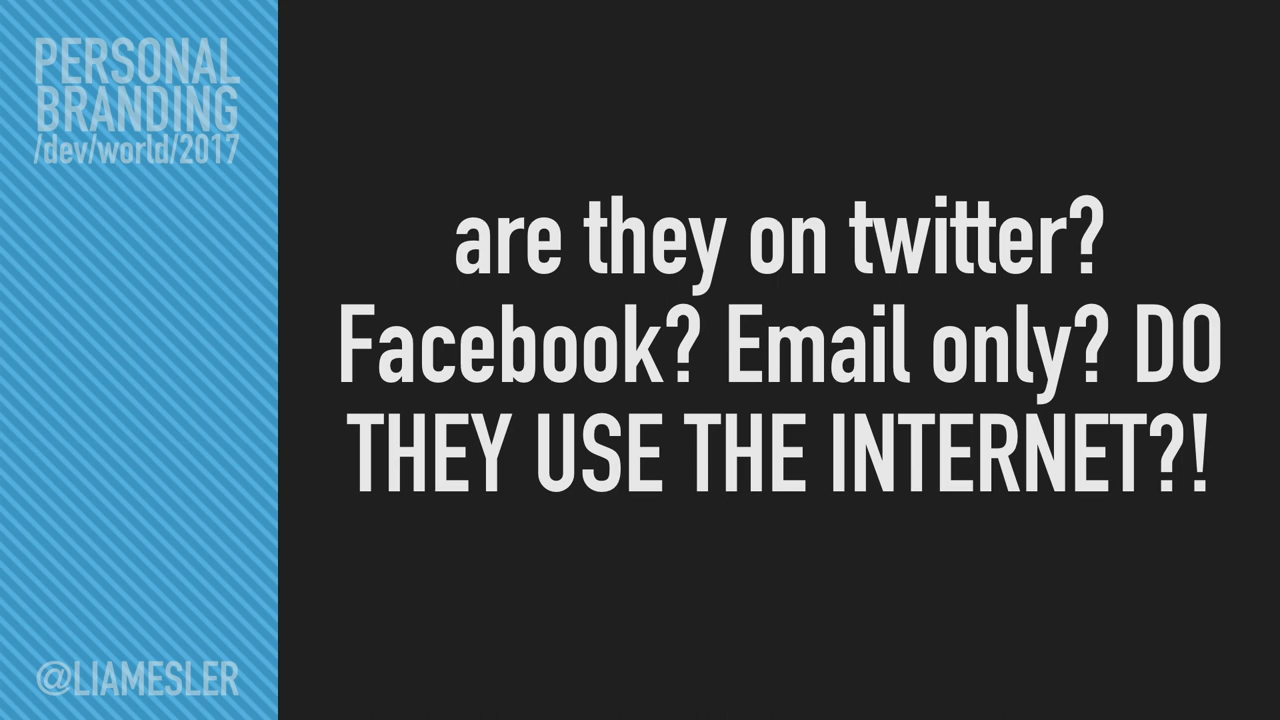 PERSONAL
BRANDING
/dev/world/2017
are they on twitter?
Facebook? Email only? DO
THEY USE THE INTERNET?!
@LIAMESLER